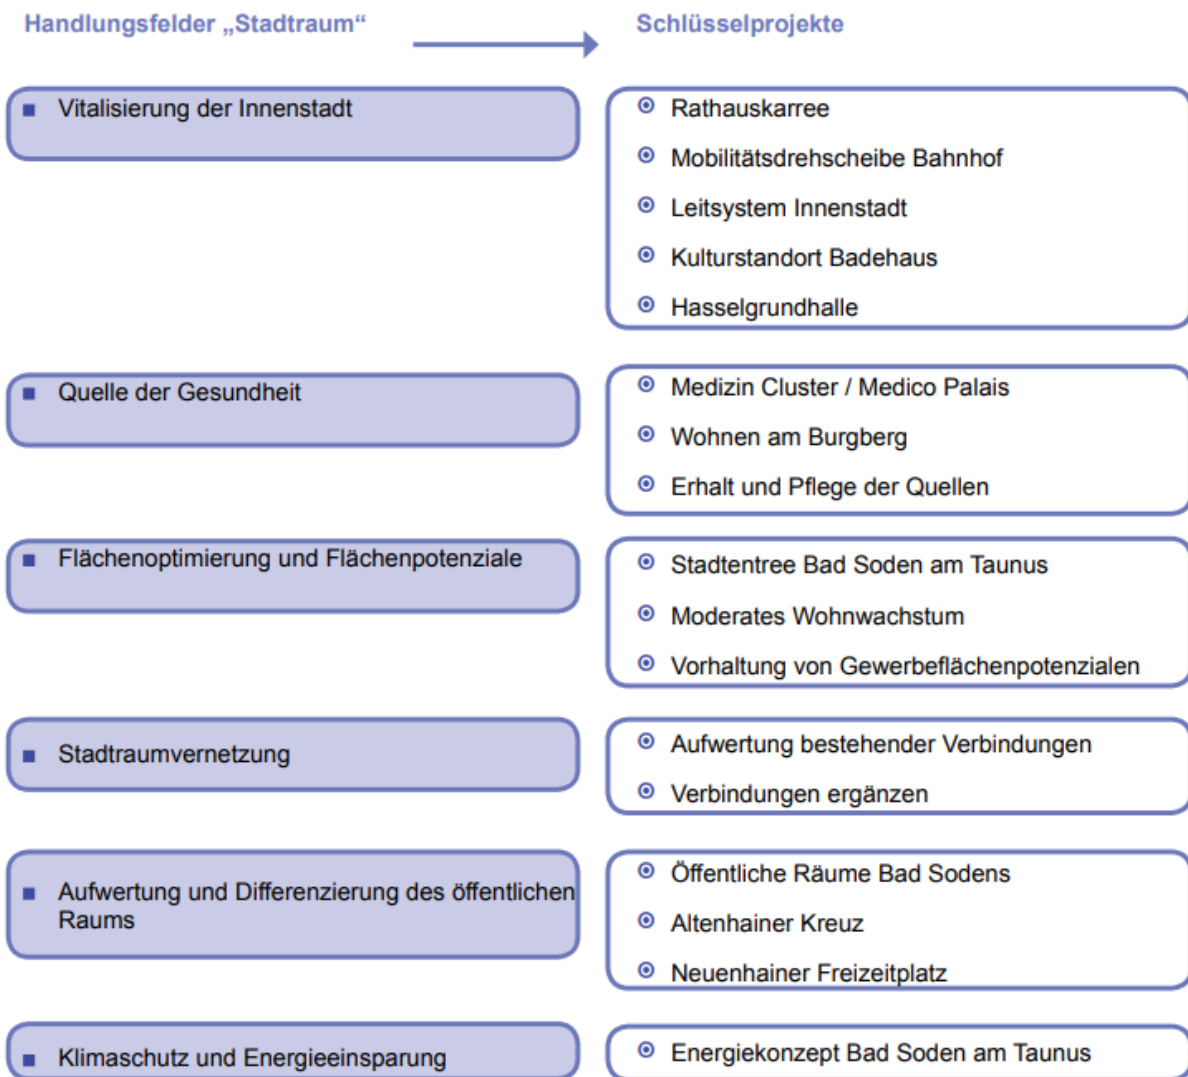 Handlungsfelder „Stadtraum“
Schlüsselprojekte
Vitalisierung der Innenstadt
Rathauskarree
Mobilitätsdrehscheibe Bahnhof
Leitsystem Innenstadt
Kulturstandort Badehaus
Hasselgrundhalle
Quelle der Gesundheit
Medizin Cluster / Medico Palais
Wohnen am Burgberg
Erhalt und Pflege der Quellen
Flächenoptimierung und Flächenpotenziale
Stadtentree Bad Soden am Taunus
Moderates Wohnwachstum
Vorhaltung von Gewerbeflächenpotenzialen
Stadtraumvernetzung
Aufwertung bestehender Verbindungen
Verbindungen ergänzen
Aufwertung und Differenzierung des öffentlichen
Raums
Öffentliche Räume Bad Sodens
Altenhainer Kreuz
Neuenhainer Freizeitplatz
Klimaschutz und Energieeinsparung
Energiekonzept Bad Soden am Taunus